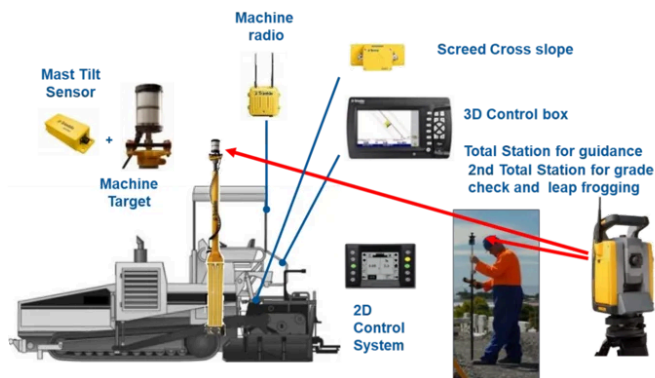 Machine
radio
Mast Tilt
Sensor
+
Machine
Target
Screed Cross slope
3D Control box
Total Station for guidance
2nd Total Station for grade
check and leap frogging
2D
Control
System